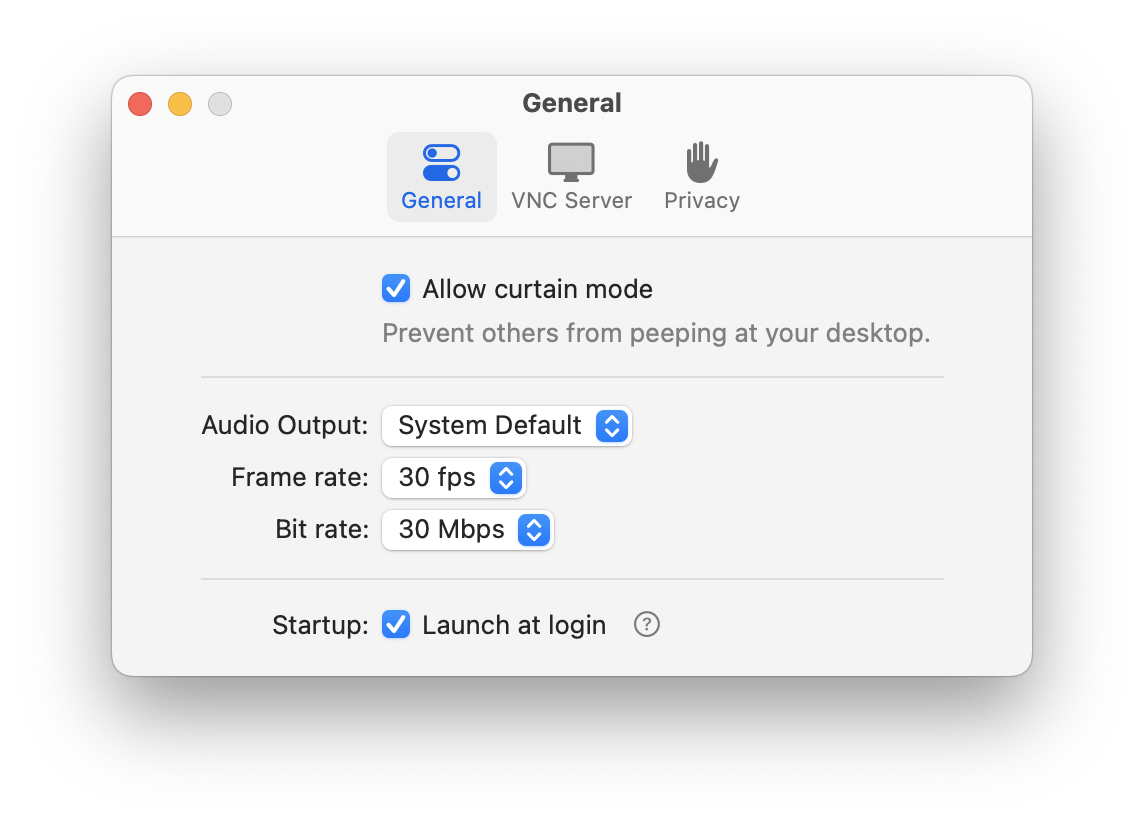 General
General VNC Server Privacy
Allow curtain mode
Prevent others from peeping at your desktop.
Audio Output: System Default
Frame rate: 30 fps
Bit rate: 30 Mbps
Startup: Launch at login ?